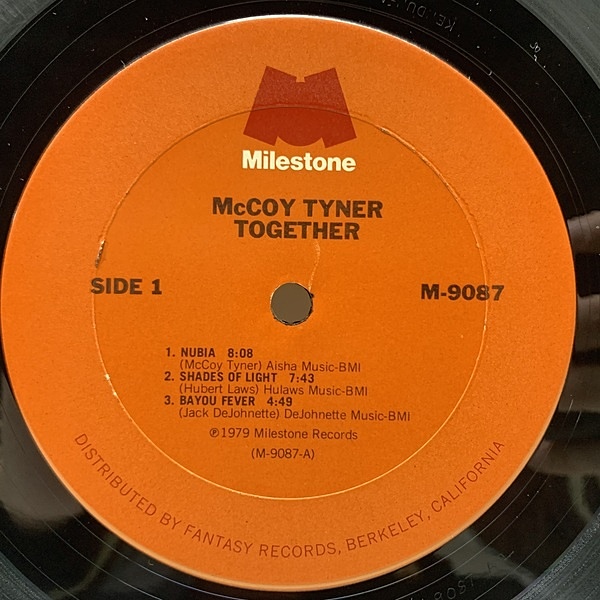 Milestone
McCOY TYNER
TOGETHER
SIDE 1
M-9087
1. NUBIA 8:08
(McCoy Tyner) Aisha Music-BMI
2. SHADES OF LIGHT 7:43
(Hubert Laws) Hulaws Music-BMI
3. BAYOU FEVER 4:49
(Jack DeJohnette) DeJohnette Music-BMI
℗1979 Milestone Records
(M-9087-A)
DISTRIBUTED BY FANTASY RECORDS, BERKELEY, CALIFORNIA